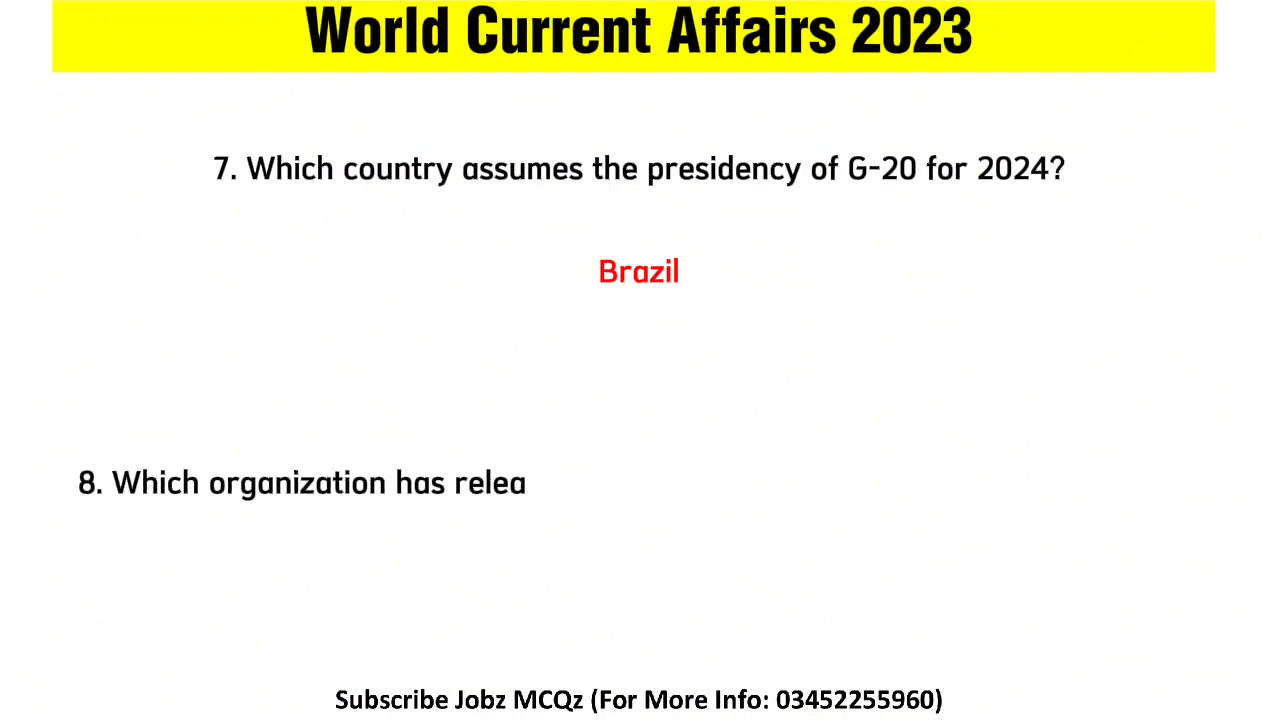 World Current Affairs 2023
7. Which country assumes the presidency of G-20 for 2024?
Brazil
8. Which organization has relea
Subscribe Jobz MCQz (For More Info: 03452255960)